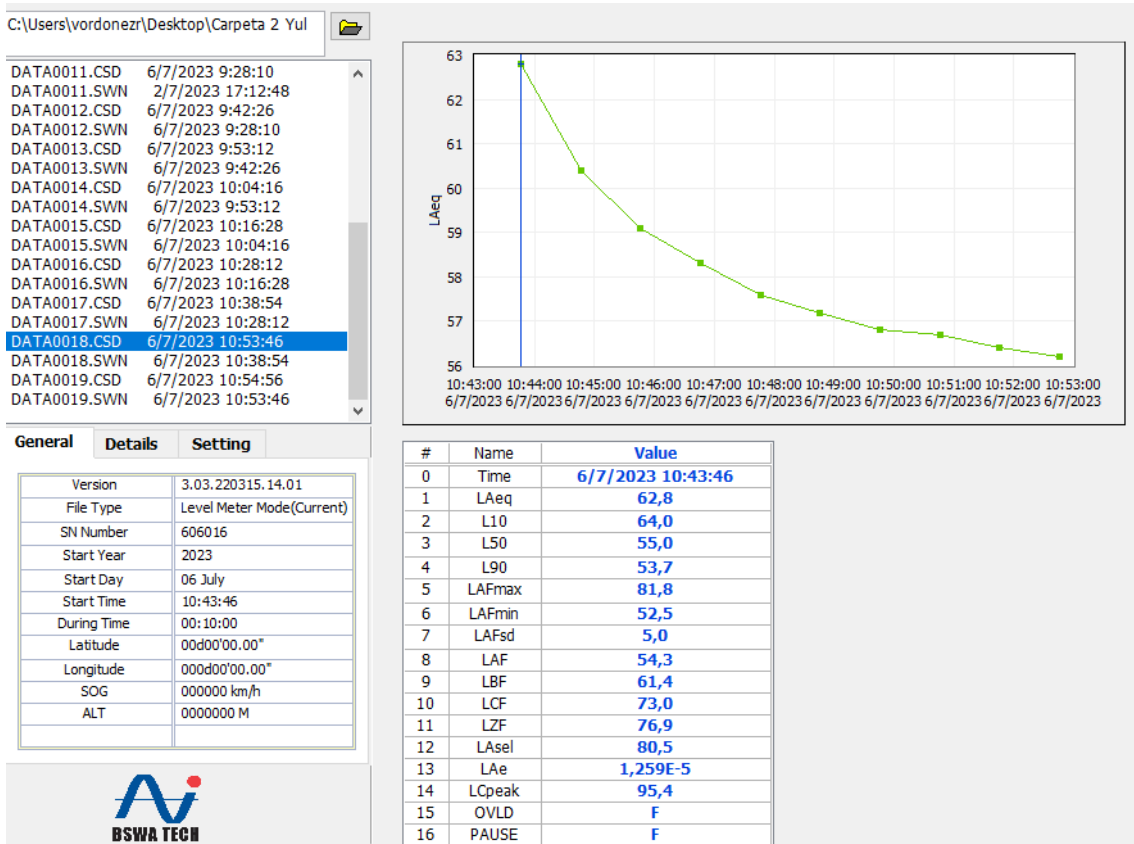 C:\Users\vordonezr\Desktop\Carpeta 2 Yul
DATA0011.CSD 6/7/2023 9:28:10
DATA0011.SWN 2/7/2023 17:12:48
DATA0012.CSD 6/7/2023 9:42:26
DATA0012.SWN 6/7/2023 9:28:10
DATA0013.CSD 6/7/2023 9:53:12
DATA0013.SWN 6/7/2023 9:42:26
DATA0014.CSD 6/7/2023 10:04:16
DATA0014.SWN 6/7/2023 9:53:12
DATA0015.CSD 6/7/2023 10:16:28
DATA0015.SWN 6/7/2023 10:04:16
DATA0016.CSD 6/7/2023 10:28:12
DATA0016.SWN 6/7/2023 10:16:28
DATA0017.CSD 6/7/2023 10:38:54
DATA0017.SWN 6/7/2023 10:28:12
DATA0018.CSD 6/7/2023 10:53:46
DATA0018.SWN 6/7/2023 10:38:54
DATA0019.CSD 6/7/2023 10:54:56
DATA0019.SWN 6/7/2023 10:53:46
General Details Setting
Version 3.03.220315.14.01
File Type Level Meter Mode(Current)
SN Number 606016
Start Year 2023
Start Day 06 July
Start Time 10:43:46
During Time 00:10:00
Latitude 00d00'00.00"
Longitude 000d00'00.00"
SOG 000000 km/h
ALT 0000000 M
BSWA TECH
63
62
61
60
59
58
57
56
LAeq
10:43:00 10:44:00 10:45:00 10:46:00 10:47:00 10:48:00 10:49:00 10:50:00 10:51:00 10:52:00 10:53:00
6/7/2023 6/7/2023 6/7/2023 6/7/2023 6/7/2023 6/7/2023 6/7/2023 6/7/2023 6/7/2023 6/7/2023 6/7/2023
# Name Value
0 Time 6/7/2023 10:43:46
1 LAeq 62,8
2 L10 64,0
3 L50 55,0
4 L90 53,7
5 LAFmax 81,8
6 LAFmin 52,5
7 LAFsd 5,0
8 LAF 54,3
9 LBF 61,4
10 LCF 73,0
11 LZF 76,9
12 LAsel 80,5
13 LAe 1,259E-5
14 LCpeak 95,4
15 OVLD F
16 PAUSE F